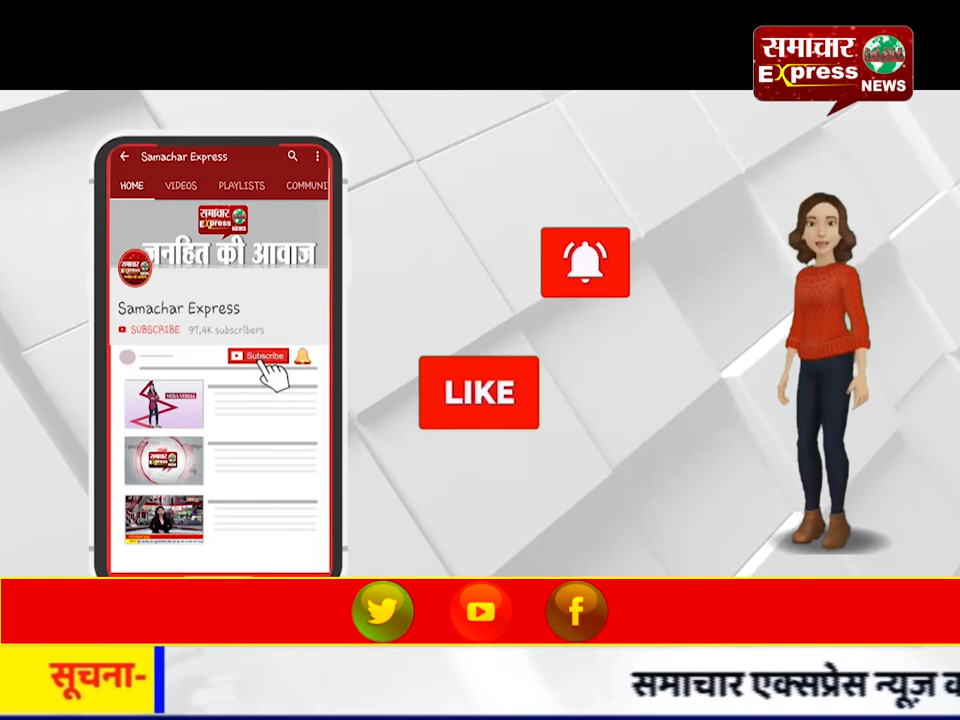 समाचार
Express
NEWS
Samachar Express
HOME VIDEOS PLAYLISTS COMMUNI
समाचार
Express
NEWS
जनहित की आवाज
Samachar Express
SUBSCRIBE 97.4K subscribers
Subscribe
LIKE
सूचना-
समाचार एक्सप्रेस न्यूज़ क